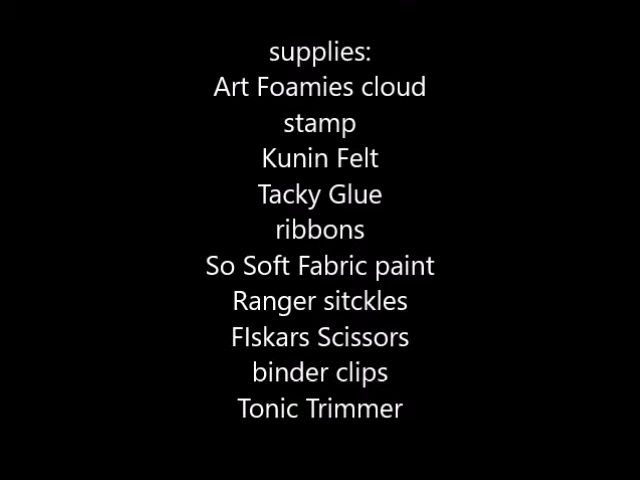 supplies:
Art Foamies cloud
stamp
Kunin Felt
Tacky Glue
ribbons
So Soft Fabric paint
Ranger sitckles
FIskars Scissors
binder clips
Tonic Trimmer